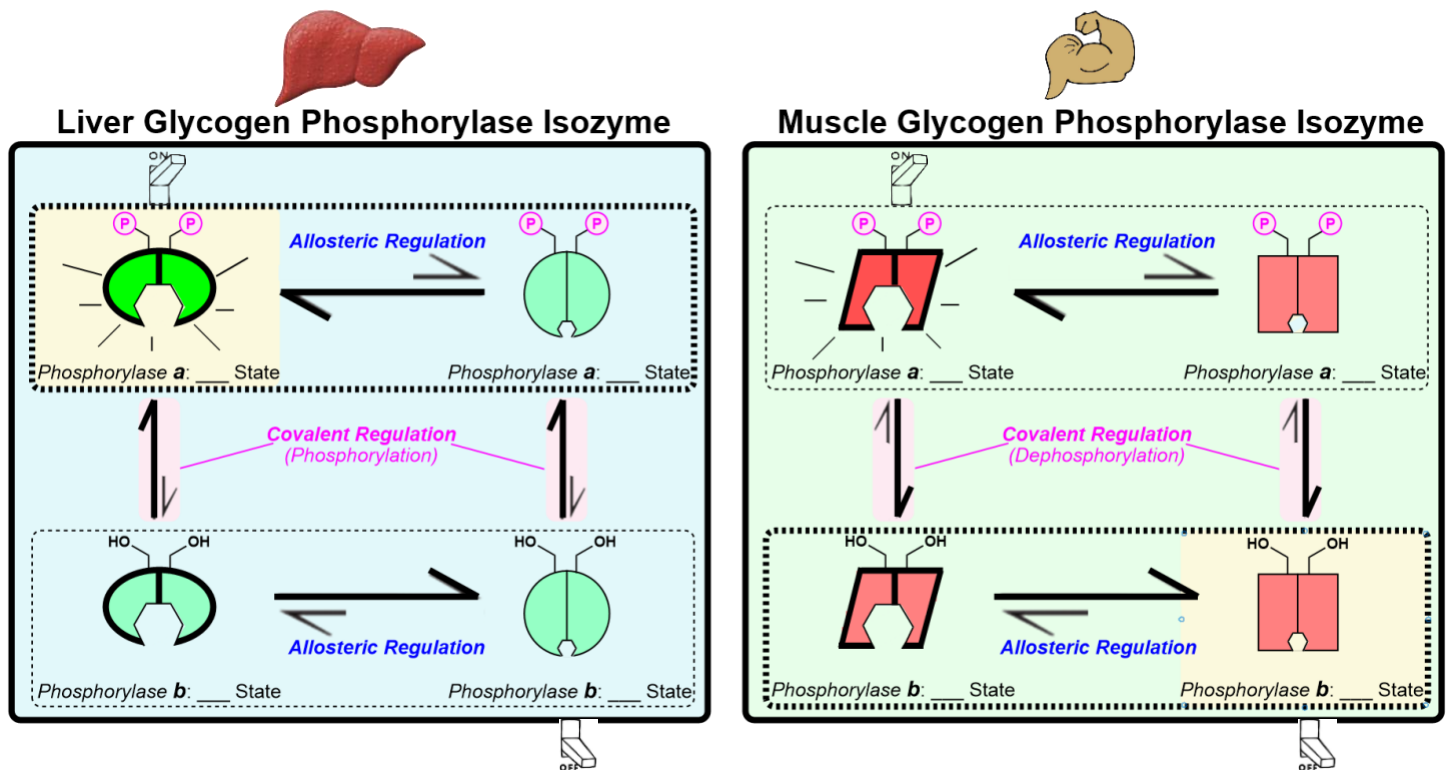 Liver Glycogen Phosphorylase Isozyme
ON
P P
Allosteric Regulation
P P
Phosphorylase a: ___ State
Phosphorylase a: ___ State
Covalent Regulation
(Phosphorylation)
HO OH
HO OH
Allosteric Regulation
Phosphorylase b: ___ State
Phosphorylase b: ___ State
OFF
Muscle Glycogen Phosphorylase Isozyme
ON
P P
Allosteric Regulation
P P
Phosphorylase a: ___ State
Phosphorylase a: ___ State
Covalent Regulation
(Dephosphorylation)
HO OH
HO OH
Allosteric Regulation
Phosphorylase b: ___ State
Phosphorylase b: ___ State
OFF